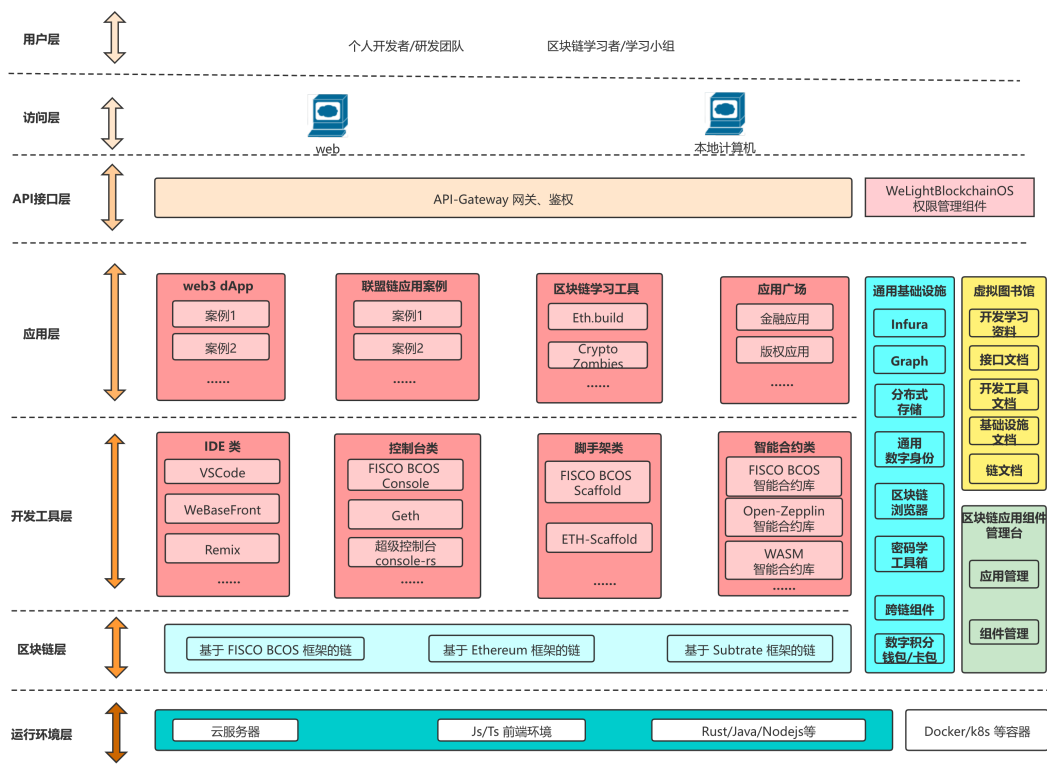 用户层
个人开发者/研发团队
区块链学习者/学习小组
访问层
web
本地计算机
API接口层
API-Gateway 网关、鉴权
WeLightBlockchainOS
权限管理组件
应用层
web3 dApp
案例1
案例2
......
联盟链应用案例
案例1
案例2
......
区块链学习工具
Eth.build
Crypto
Zombies
......
应用广场
金融应用
版权应用
......
通用基础设施
Infura
Graph
分布式
存储
通用
数字身份
区块链
浏览器
密码学
工具箱
跨链组件
数字积分
钱包/卡包
虚拟图书馆
开发学习
资料
接口文档
开发工具
文档
基础设施
文档
链文档
区块链应用组件
管理台
应用管理
组件管理
开发工具层
IDE 类
VSCode
WeBaseFront
Remix
......
控制台类
FISCO BCOS
Console
Geth
超级控制台
console-rs
......
脚手架类
FISCO BCOS
Scaffold
ETH-Scaffold
......
智能合约类
FISCO BCOS
智能合约库
Open-Zepplin
智能合约库
WASM
智能合约库
......
区块链层
基于 FISCO BCOS 框架的链
基于 Ethereum 框架的链
基于 Subtrate 框架的链
运行环境层
云服务器
Js/Ts 前端环境
Rust/Java/Nodejs等
Docker/k8s 等容器